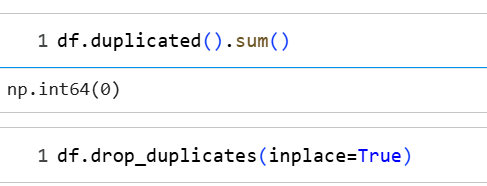 1 df.duplicated().sum()
np.int64(0)
1 df.drop_duplicates(inplace=True)